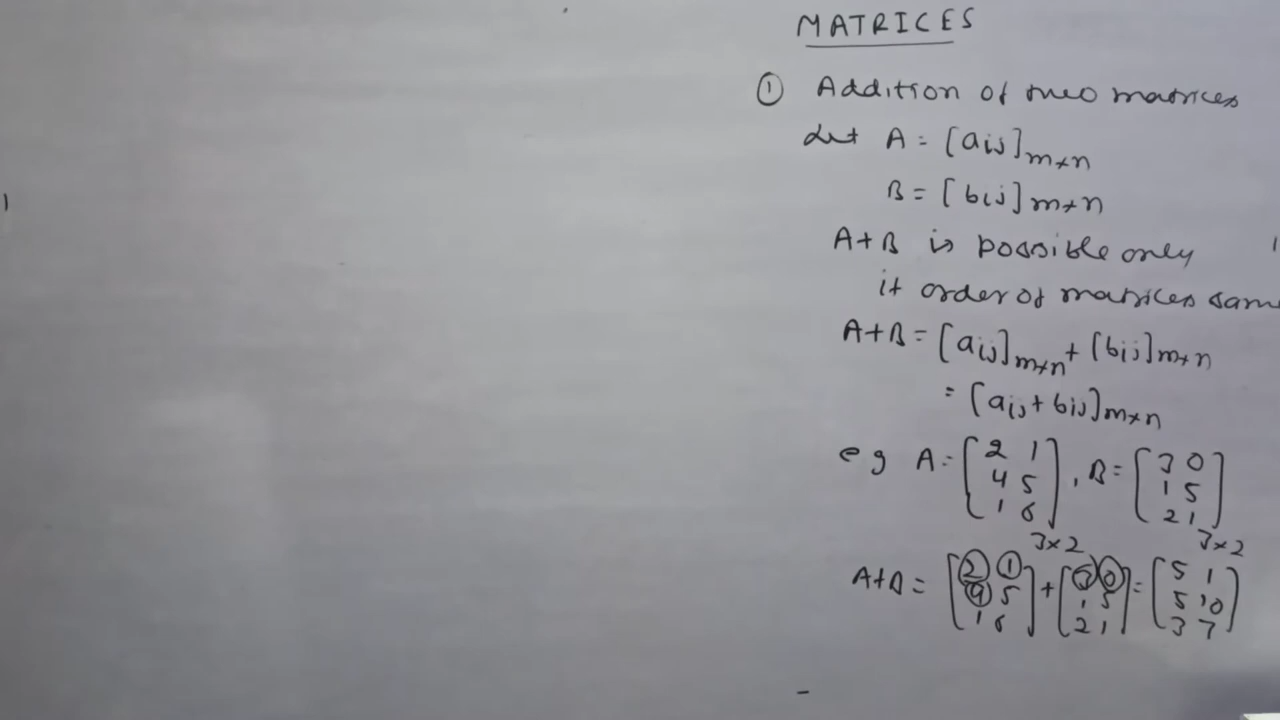 MATRICES
① Addition of two matrices
Let A = [aij]m×n
B = [bij]m×n
A+B is possible only
if order of matrices same
A+B = [aij]m×n + [bij]m×n
= [aij + bij]m×n
eg A = [2 1; 4 5; 1 6]3×2, B = [3 0; 1 5; 2 1]3×2
A+B = [2 1; 4 5; 1 6] + [3 0; 1 5; 2 1] = [5 1; 5 10; 3 7]